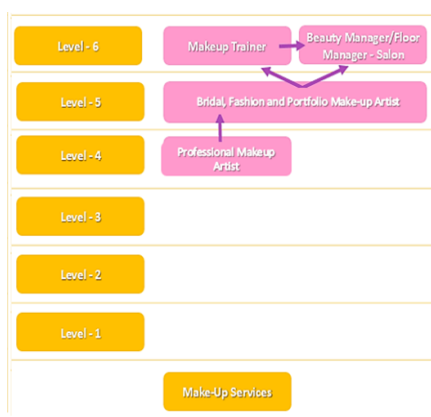 Level - 6
Makeup Trainer
Beauty Manager/Floor
Manager - Salon
Level - 5
Bridal, Fashion and Portfolio Make-up Artist
Level - 4
Professional Makeup
Artist
Level - 3
Level - 2
Level - 1
Make-Up Services